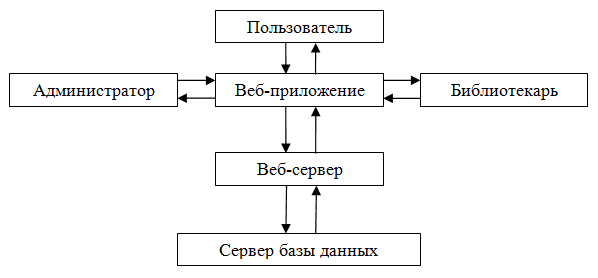 Пользователь
Администратор
Веб-приложение
Библиотекарь
Веб-сервер
Сервер базы данных